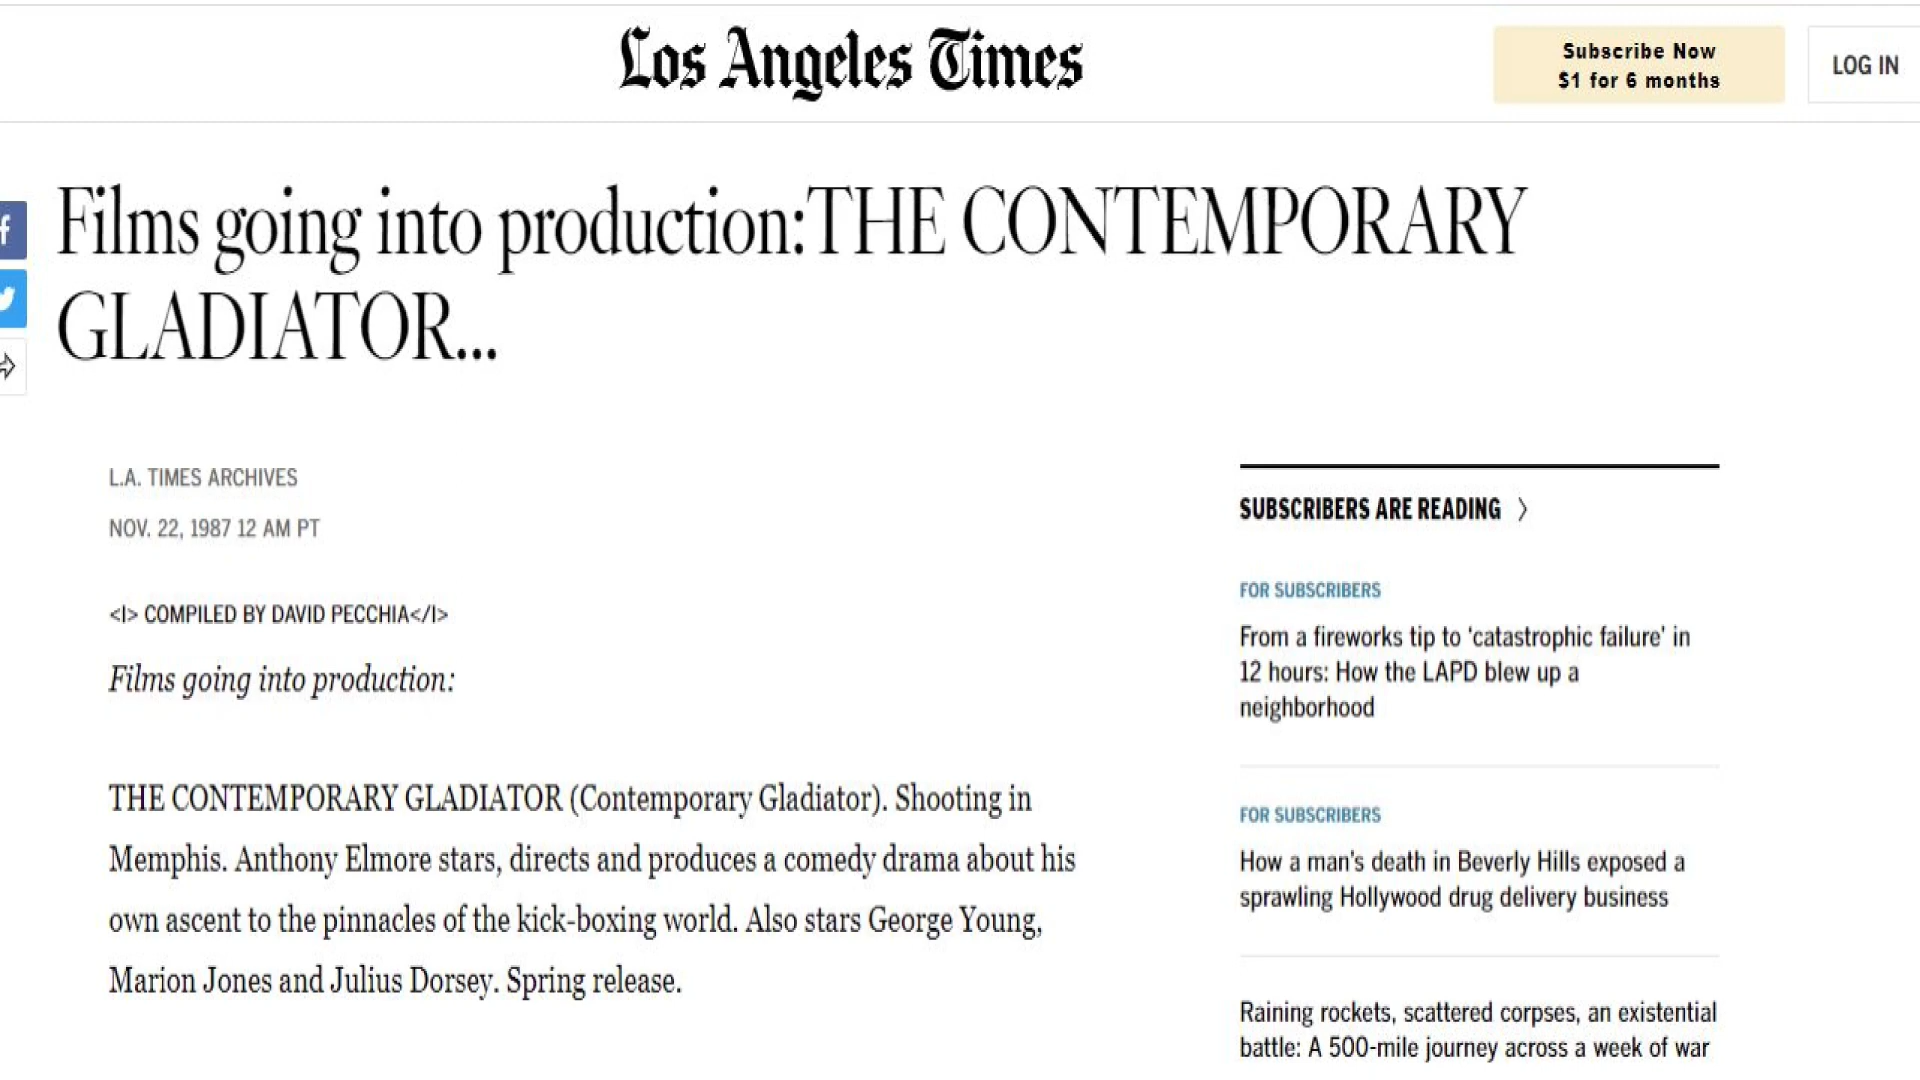 Los Angeles Times
Subscribe Now
$1 for 6 months
LOG IN
Films going into production:THE CONTEMPORARY
GLADIATOR...
L.A. TIMES ARCHIVES
NOV. 22, 1987 12 AM PT
<I> COMPILED BY DAVID PECCHIA</I>
Films going into production:
THE CONTEMPORARY GLADIATOR (Contemporary Gladiator). Shooting in
Memphis. Anthony Elmore stars, directs and produces a comedy drama about his
own ascent to the pinnacles of the kick-boxing world. Also stars George Young,
Marion Jones and Julius Dorsey. Spring release.
SUBSCRIBERS ARE READING
FOR SUBSCRIBERS
From a fireworks tip to ‘catastrophic failure’ in
12 hours: How the LAPD blew up a
neighborhood
FOR SUBSCRIBERS
How a man’s death in Beverly Hills exposed a
sprawling Hollywood drug delivery business
Raining rockets, scattered corpses, an existential
battle: A 500-mile journey across a week of war